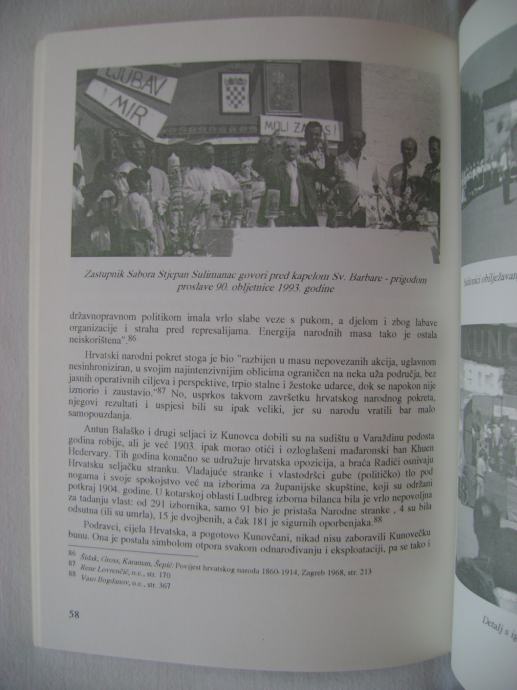 LJUBAV
MIR
MOLI ZA NAS!
Zastupnik Sabora Stjepan Sulimanac govori pred kapelom Sv. Barbare - prigodom
proslave 90. obljetnice 1993. godine
državnopravnom politikom imala vrlo slabe veze s pukom, a djelom i zbog labave
organizacije i straha pred represalijama. Energija narodnih masa tako je ostala
neiskorištena".86
Hrvatski narodni pokret stoga je bio "razbijen u masu nepovezanih akcija, uglavnom
nesinhroniziran, u svojim najintenzivnijim oblicima ograničen na neka uža područja, bez
jasnih operativnih ciljeva i perspektive, trpio stalne i žestoke udarce, dok se napokon nije
izmorio i zaustavio."87 No, usprkos takvom završetku hrvatskog narodnog pokreta,
njegovi rezultati i uspjesi bili su ipak veliki, jer su narodu vratili bar malo
samopouzdanja.
Antun Balaško i drugi seljaci iz Kunovca dobili su na sudištu u Varaždinu podosta
godina robije, ali je već 1903. ipak morao otići i ozloglašeni mađaronski ban Khuen
Hedervary. Tih godina konačno se udružuje hrvatska opozicija, a braća Radići osnivaju
Hrvatsku seljačku stranku. Vladajuće stranke i vlastodršci gube (političko) tlo pod
nogama i svoje spokojstvo već na izborima za županijske skupštine, koji su održani
potkraj 1904. godine. U kotarskoj oblasti Ludbreg izborna bilanca bila je vrlo nepovoljna
za tadanju vlast: od 291 izbornika, samo 91 bio je pristaša Narodne stranke , 4 su bila
odsutna (ili su umrla), 15 je dvojbenih, a čak 181 je sigurnih oporbenjaka.88
Podravci, cijela Hrvatska, a pogotovo Kunovčani, nikad nisu zaboravili Kunovečku
bunu. Ona je postala simbolom otpora svakom odnarođivanju i eksploataciji, pa se tako i
86 Šidak, Gross, Karaman, Šepić: Povijest hrvatskog naroda 1860-1914, Zagreb 1968, str. 213
87 Rene Lovrenčić, o.c., str. 170
88 Vaso Bogdanov, o.c., str. 367
58
Sudionici obilježavan
UNO
Detalj s ig